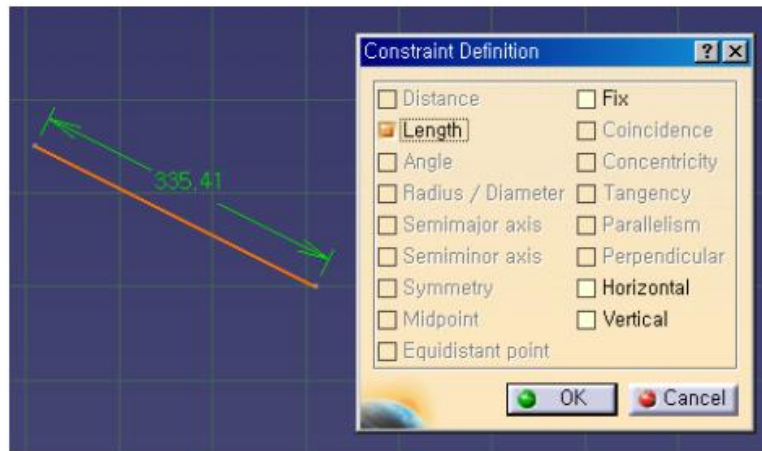 Constraint Definition
Distance
Fix
Length
Coincidence
Angle
Concentricity
Radius / Diameter
Tangency
Semimajor axis
Parallelism
Semiminor axis
Perpendicular
Symmetry
Horizontal
Midpoint
Vertical
Equidistant point
OK
Cancel
335,41